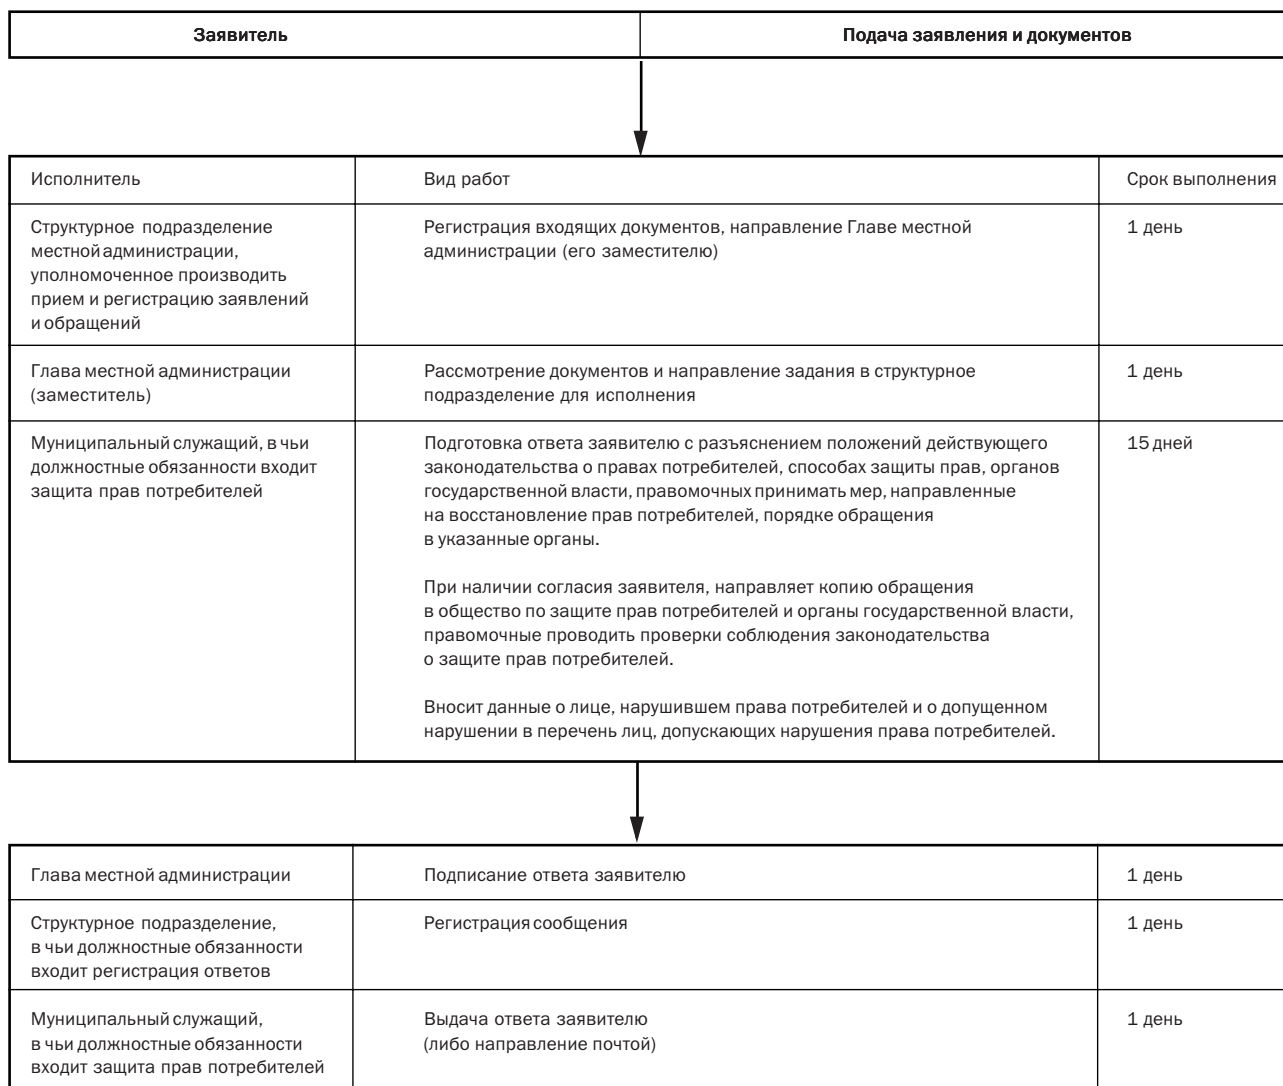 Заявитель
Подача заявления и документов
Исполнитель
Вид работ
Срок выполнения
Структурное подразделение
местной администрации,
уполномоченное производить
прием и регистрацию заявлений
и обращений
Регистрация входящих документов, направление Главе местной
администрации (его заместителю)
1 день
Глава местной администрации
(заместитель)
Рассмотрение документов и направление задания в структурное
подразделение для исполнения
1 день
Муниципальный служащий, в чьи
должностные обязанности входит
защита прав потребителей
Подготовка ответа заявителю с разъяснением положений действующего
законодательства о правах потребителей, способах защиты прав, органов
государственной власти, правомочных принимать мер, направленные
на восстановление прав потребителей, порядке обращения
в указанные органы.
При наличии согласия заявителя, направляет копию обращения
в общество по защите прав потребителей и органы государственной власти,
правомочные проводить проверки соблюдения законодательства
о защите прав потребителей.
Вносит данные о лице, нарушившем права потребителей и о допущенном
нарушении в перечень лиц, допускающих нарушения права потребителей.
15 дней
Глава местной администрации
Подписание ответа заявителю
1 день
Структурное подразделение,
в чьи должностные обязанности
входит регистрация ответов
Регистрация сообщения
1 день
Муниципальный служащий,
в чьи должностные обязанности
входит защита прав потребителей
Выдача ответа заявителю
(либо направление почтой)
1 день